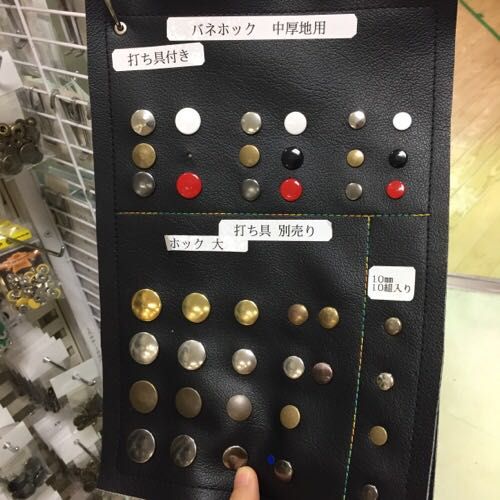 バネホック 中厚地用
打ち具付き
打ち具 別売り
ホック 大
10mm
10組入り